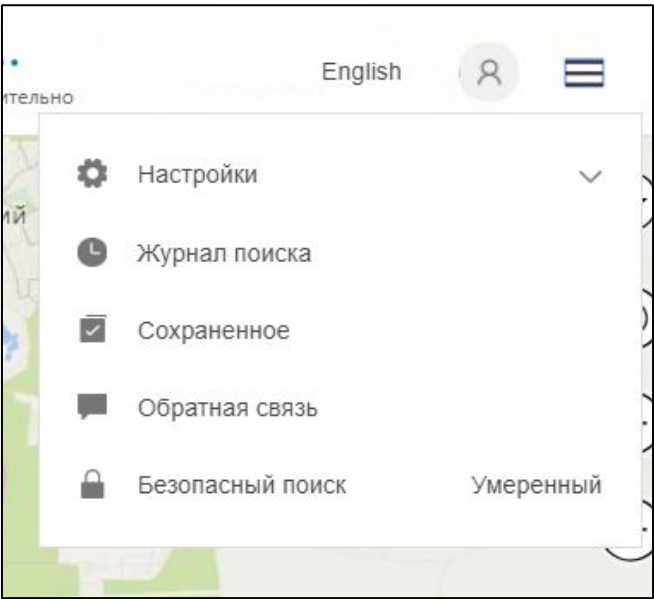 English
Настройки
Журнал поиска
Сохраненное
Обратная связь
Безопасный поиск Умеренный